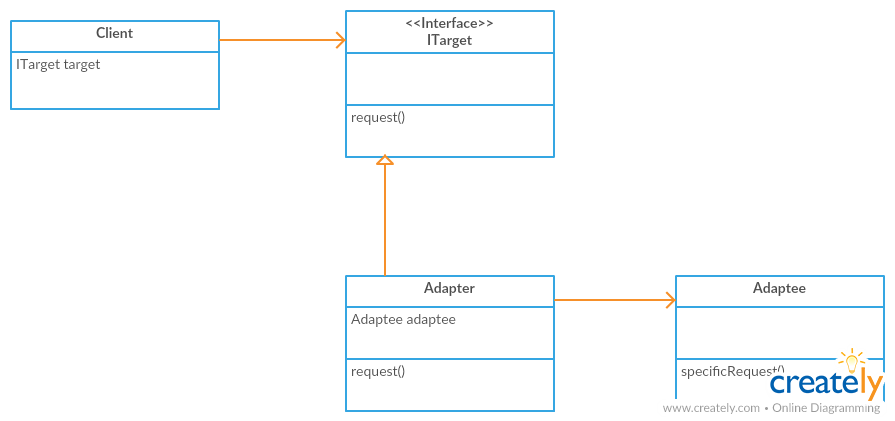 Client
ITarget target
<<Interface>>
ITarget
request()
Adapter
Adaptee adaptee
request()
Adaptee
specificRequest()
creately
www.creately.com • Online Diagramming